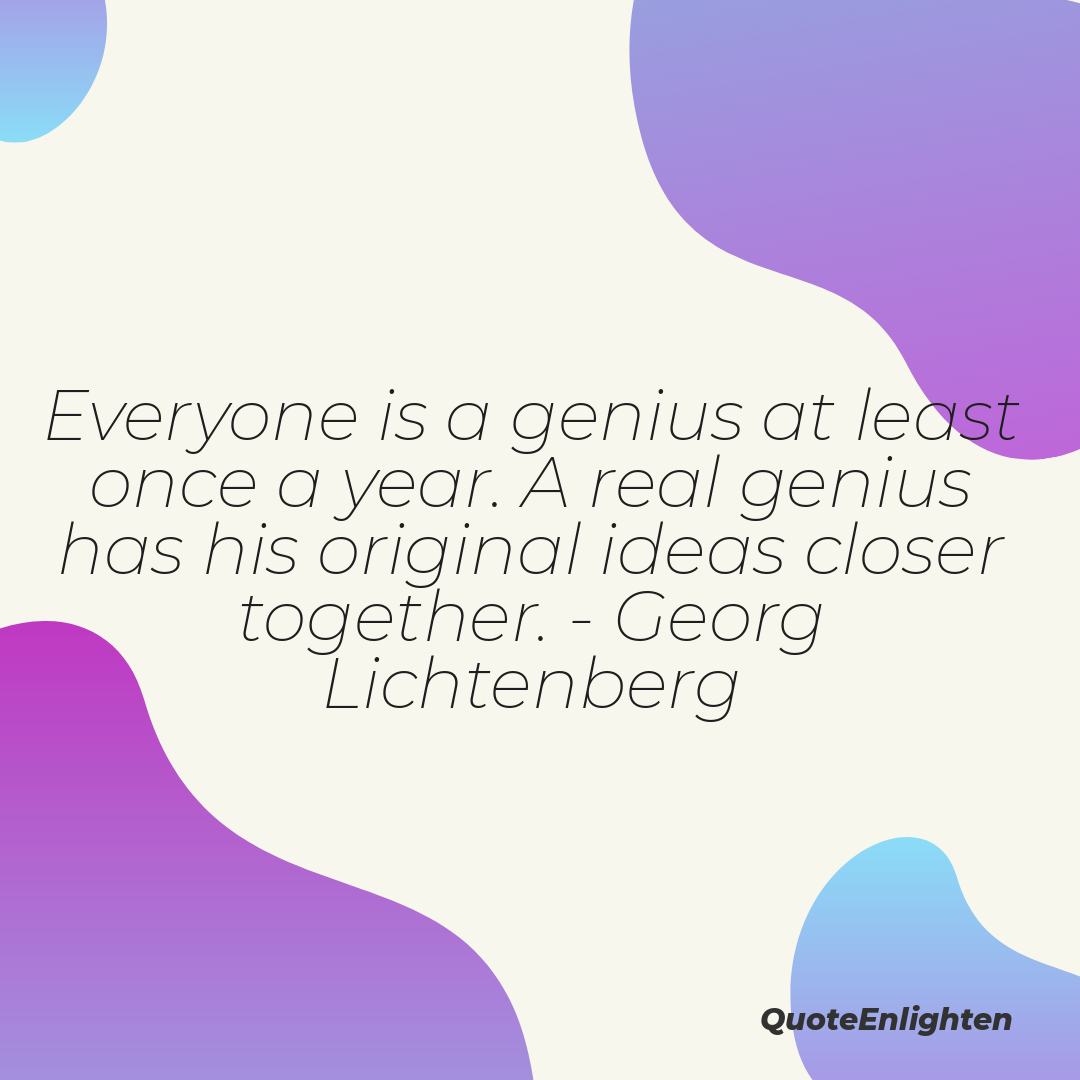 Everyone is a genius at least
once a year. A real genius
has his original ideas closer
together. - Georg
Lichtenberg
QuoteEnlighten